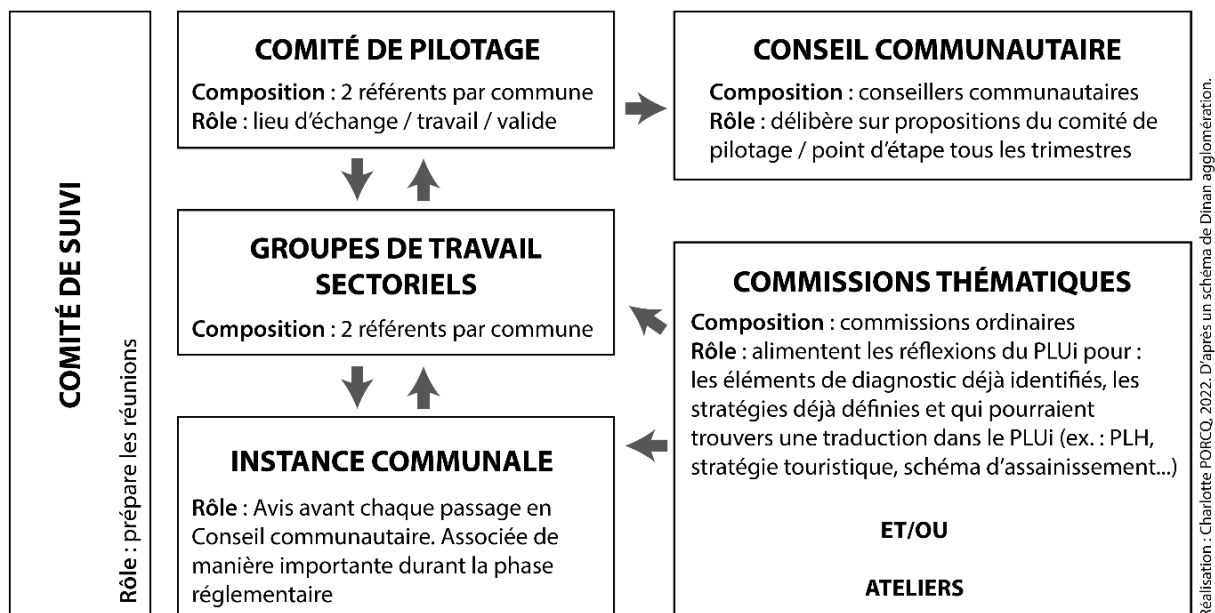 COMITÉ DE SUIVI
Rôle : prépare les réunions
COMITÉ DE PILOTAGE
Composition : 2 référents par commune
Rôle : lieu d'échange / travail / valide
CONSEIL COMMUNAUTAIRE
Composition : conseillers communautaires
Rôle : délibère sur propositions du comité de
pilotage / point d'étape tous les trimestres
GROUPES DE TRAVAIL
SECTORIELS
Composition : 2 référents par commune
COMMISSIONS THÉMATIQUES
Composition : commissions ordinaires
Rôle : alimentent les réflexions du PLUi pour :
les éléments de diagnostic déjà identifiés, les
stratégies déjà définies et qui pourraient
trouvers une traduction dans le PLUi (ex. : PLH,
stratégie touristique, schéma d'assainissement...)
ET/OU
ATELIERS
INSTANCE COMMUNALE
Rôle : Avis avant chaque passage en
Conseil communautaire. Associée de
manière importante durant la phase
réglementaire
Réalisation : Charlotte PORCQ, 2022. D'après un schéma de Dinan agglomération.